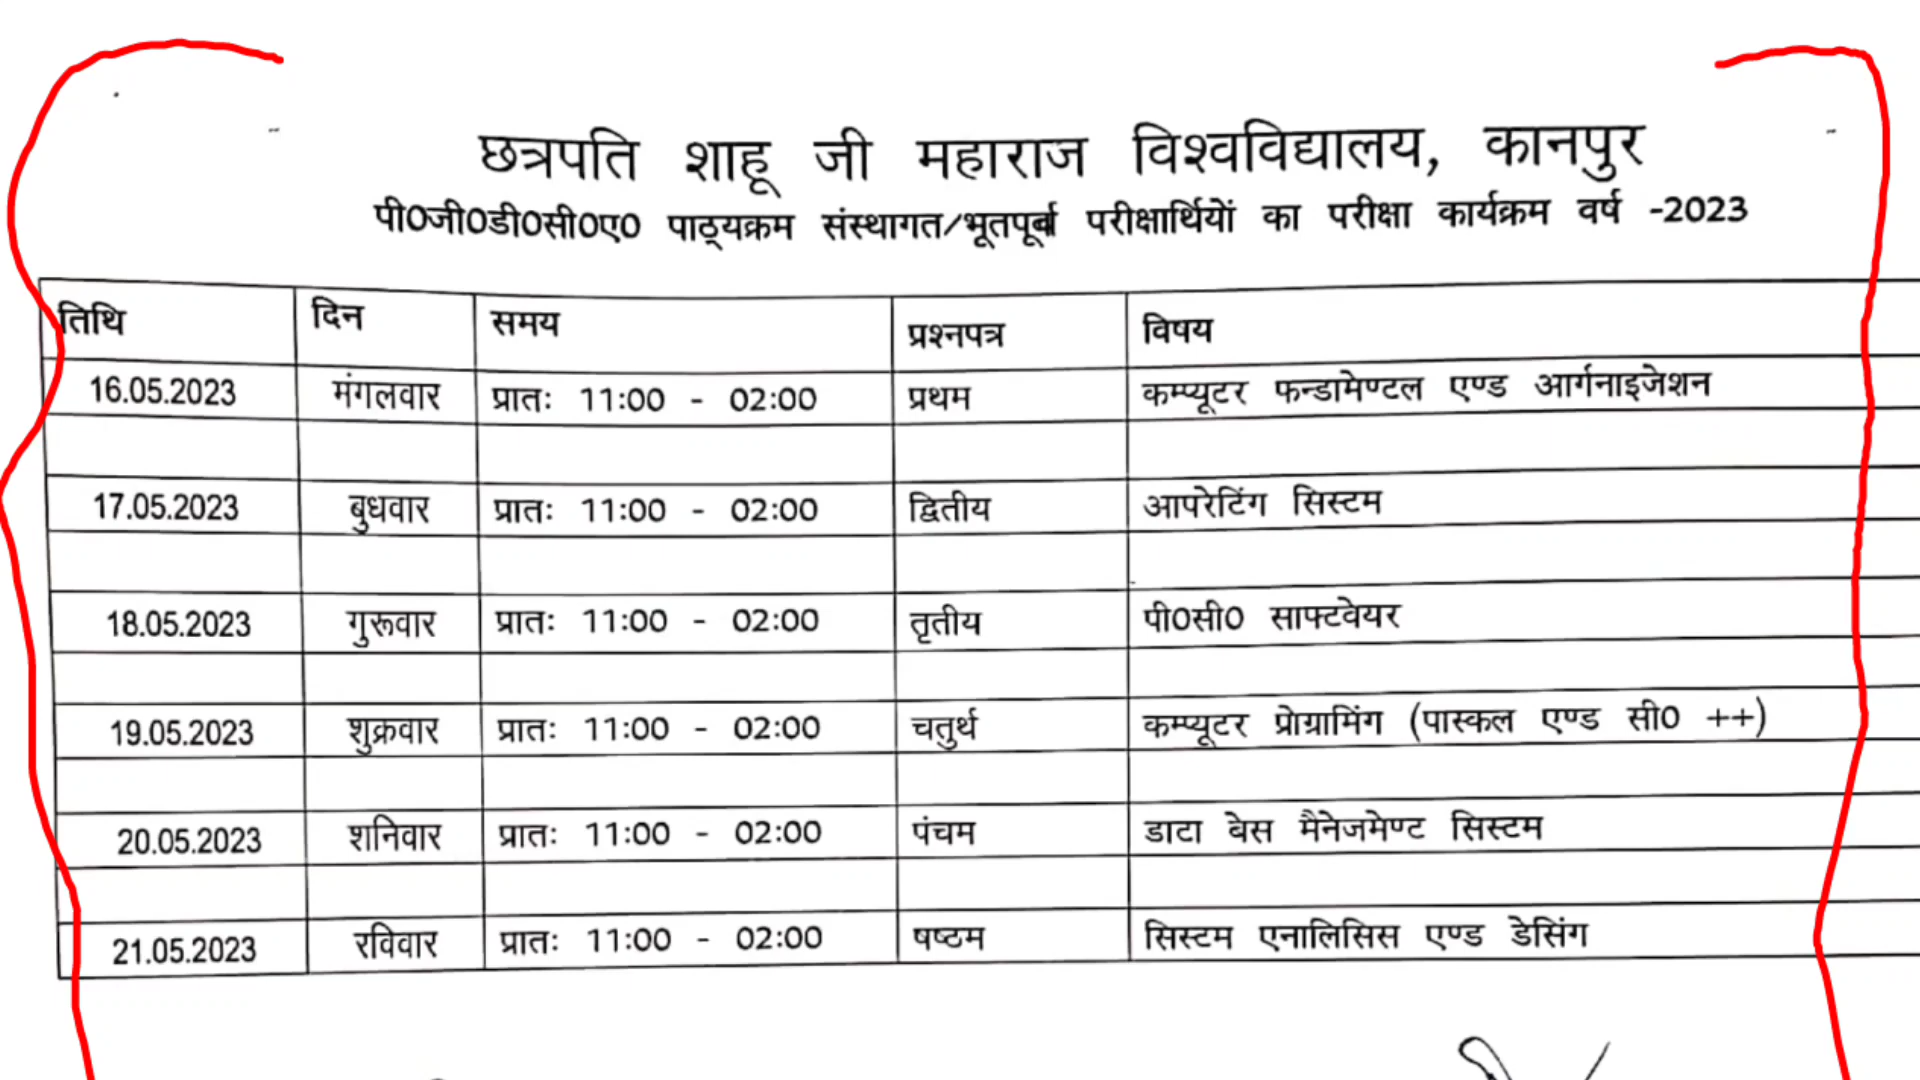 छत्रपति शाहू जी महाराज विश्वविद्यालय, कानपुर
पी0जी0डी0सी0ए0 पाठ्यक्रम संस्थागत/भूतपूर्व परीक्षार्थियों का परीक्षा कार्यक्रम वर्ष -2023
तिथि दिन समय प्रश्नपत्र विषय
16.05.2023 मंगलवार प्रातः 11:00 - 02:00 प्रथम कम्प्यूटर फन्डामेण्टल एण्ड आर्गनाइजेशन
17.05.2023 बुधवार प्रातः 11:00 - 02:00 द्वितीय आपरेटिंग सिस्टम
18.05.2023 गुरूवार प्रातः 11:00 - 02:00 तृतीय पी0सी0 साफ्टवेयर
19.05.2023 शुक्रवार प्रातः 11:00 - 02:00 चतुर्थ कम्प्यूटर प्रोग्रामिंग (पास्कल एण्ड सी0 ++)
20.05.2023 शनिवार प्रातः 11:00 - 02:00 पंचम डाटा बेस मैनेजमेण्ट सिस्टम
21.05.2023 रविवार प्रातः 11:00 - 02:00 षष्टम सिस्टम एनालिसिस एण्ड डेसिंग